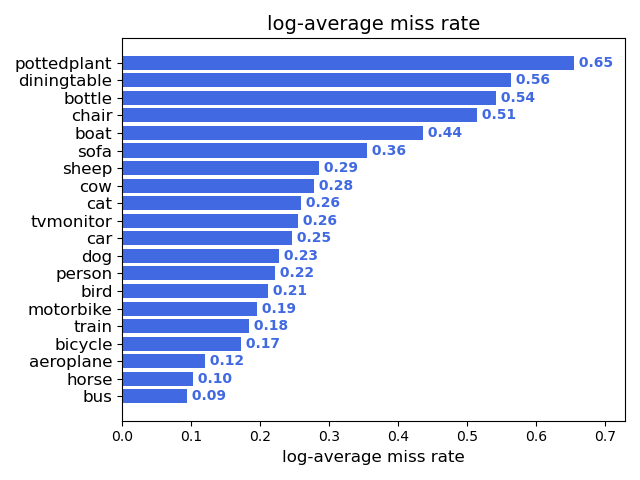 log-average miss rate
pottedplant 0.65
diningtable 0.56
bottle 0.54
chair 0.51
boat 0.44
sofa 0.36
sheep 0.29
cow 0.28
cat 0.26
tvmonitor 0.26
car 0.25
dog 0.23
person 0.22
bird 0.21
motorbike 0.19
train 0.18
bicycle 0.17
aeroplane 0.12
horse 0.10
bus 0.09
0.0 0.1 0.2 0.3 0.4 0.5 0.6 0.7
log-average miss rate